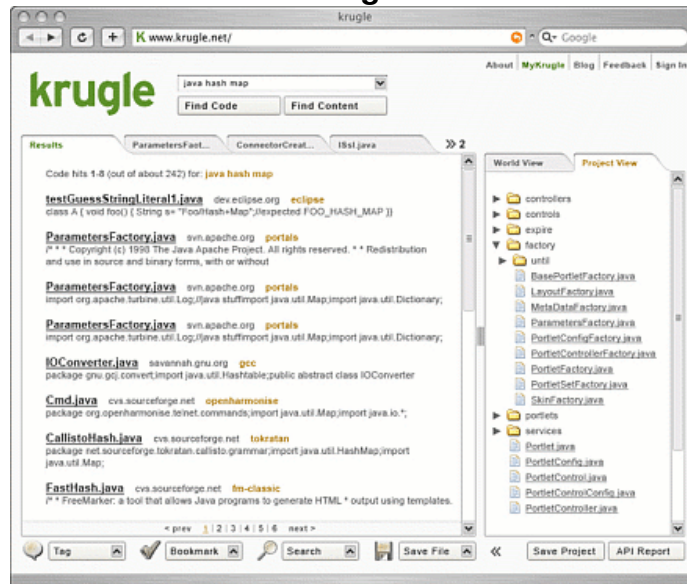 krugle
K www.krugle.net/
Google
About MyKrugle Blog Feedback Sign In
krugle
java hash map
Find Code Find Content
Results ParametersFact... ConnectorCreat... ISsl.java 2
World View Project View
Code hits 1-8 (out of about 242) for: java hash map
testGuessStringLiteral1.java dev.eclipse.org eclipse
class A { void foo() { String s= "Foo/Hash+Map";//expected FOO_HASH_MAP }}
ParametersFactory.java svn.apache.org portals
/* * * Copyright (c) 1998 The Java Apache Project. All rights reserved. * * Redistribution
and use in source and binary forms, with or without
ParametersFactory.java svn.apache.org portals
import org.apache.turbine.util.Log;//java stuffimport java.util.Map;import java.util.Dictionary;
ParametersFactory.java svn.apache.org portals
import org.apache.turbine.util.Log;//java stuffimport java.util.Map;import java.util.Dictionary;
IOConverter.java savannah.gnu.org gcc
package gnu.gcj.convert;import java.util.Hashtable;public abstract class IOConverter
Cmd.java cvs.sourceforge.net openharmonise
package org.openharmonise.telnet.commands;import java.util.Map;import java.io.*;
CallistoHash.java cvs.sourceforge.net tokratan
package net.sourceforge.tokratan.callisto.grammar;import java.util.HashMap;import
java.util.Map;
FastHash.java cvs.sourceforge.net fm-classic
/* * FreeMarker: a tool that allows Java programs to generate HTML * output using templates.
< prev 1 | 2 | 3 | 4 | 5 | 6 next >
controllers
controls
expire
factory
until
BasePortletFactory.java
LayoutFactory.java
MetaDataFactory.java
ParametersFactory.java
PortletConfigFactory.java
PortletControllerFactory.java
PortletFactory.java
PortletSetFactory.java
SkinFactory.java
portlets
services
Portlet.java
PortletConfig.java
PortletControl.java
PortletControlConfig.java
PortletController.java
Tag Bookmark Search Save File Save Project API Report